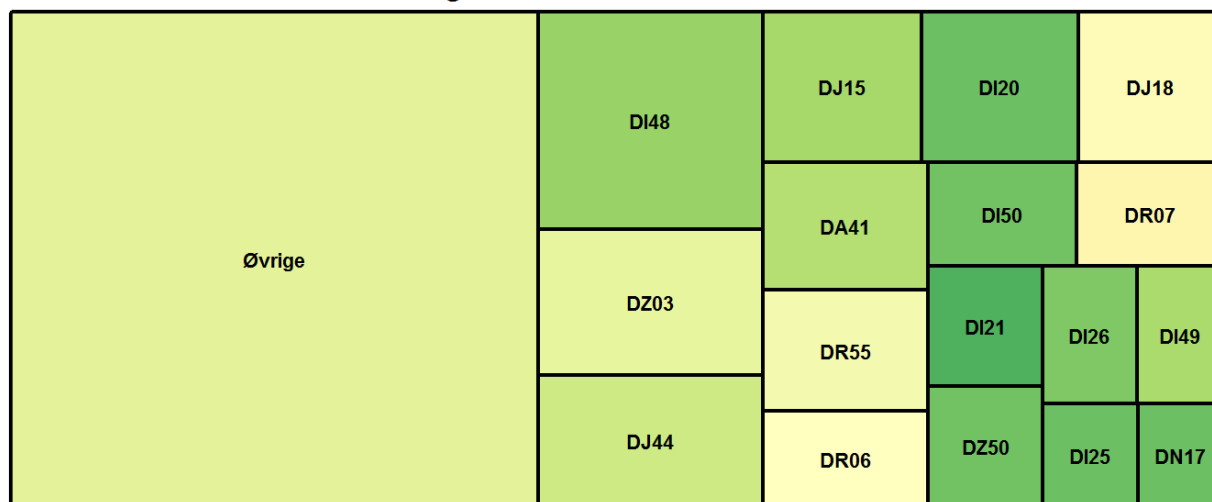 Øvrige
DI48
DZ03
DJ44
DJ15
DA41
DR55
DR06
DI20
DJ18
DI50
DR07
DI21
DI26
DI49
DZ50
DI25
DN17